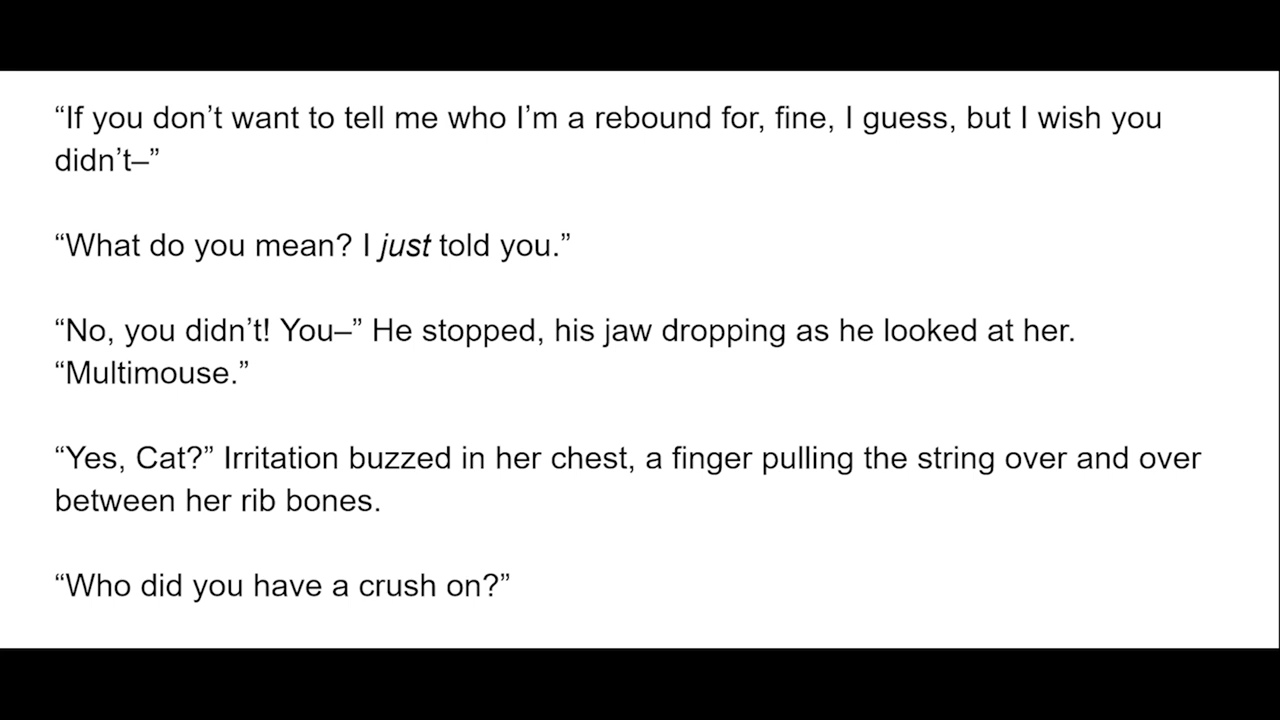 “If you don’t want to tell me who I’m a rebound for, fine, I guess, but I wish you
didn’t–”
“What do you mean? I just told you.”
“No, you didn’t! You–” He stopped, his jaw dropping as he looked at her.
“Multimouse.”
“Yes, Cat?” Irritation buzzed in her chest, a finger pulling the string over and over
between her rib bones.
“Who did you have a crush on?”